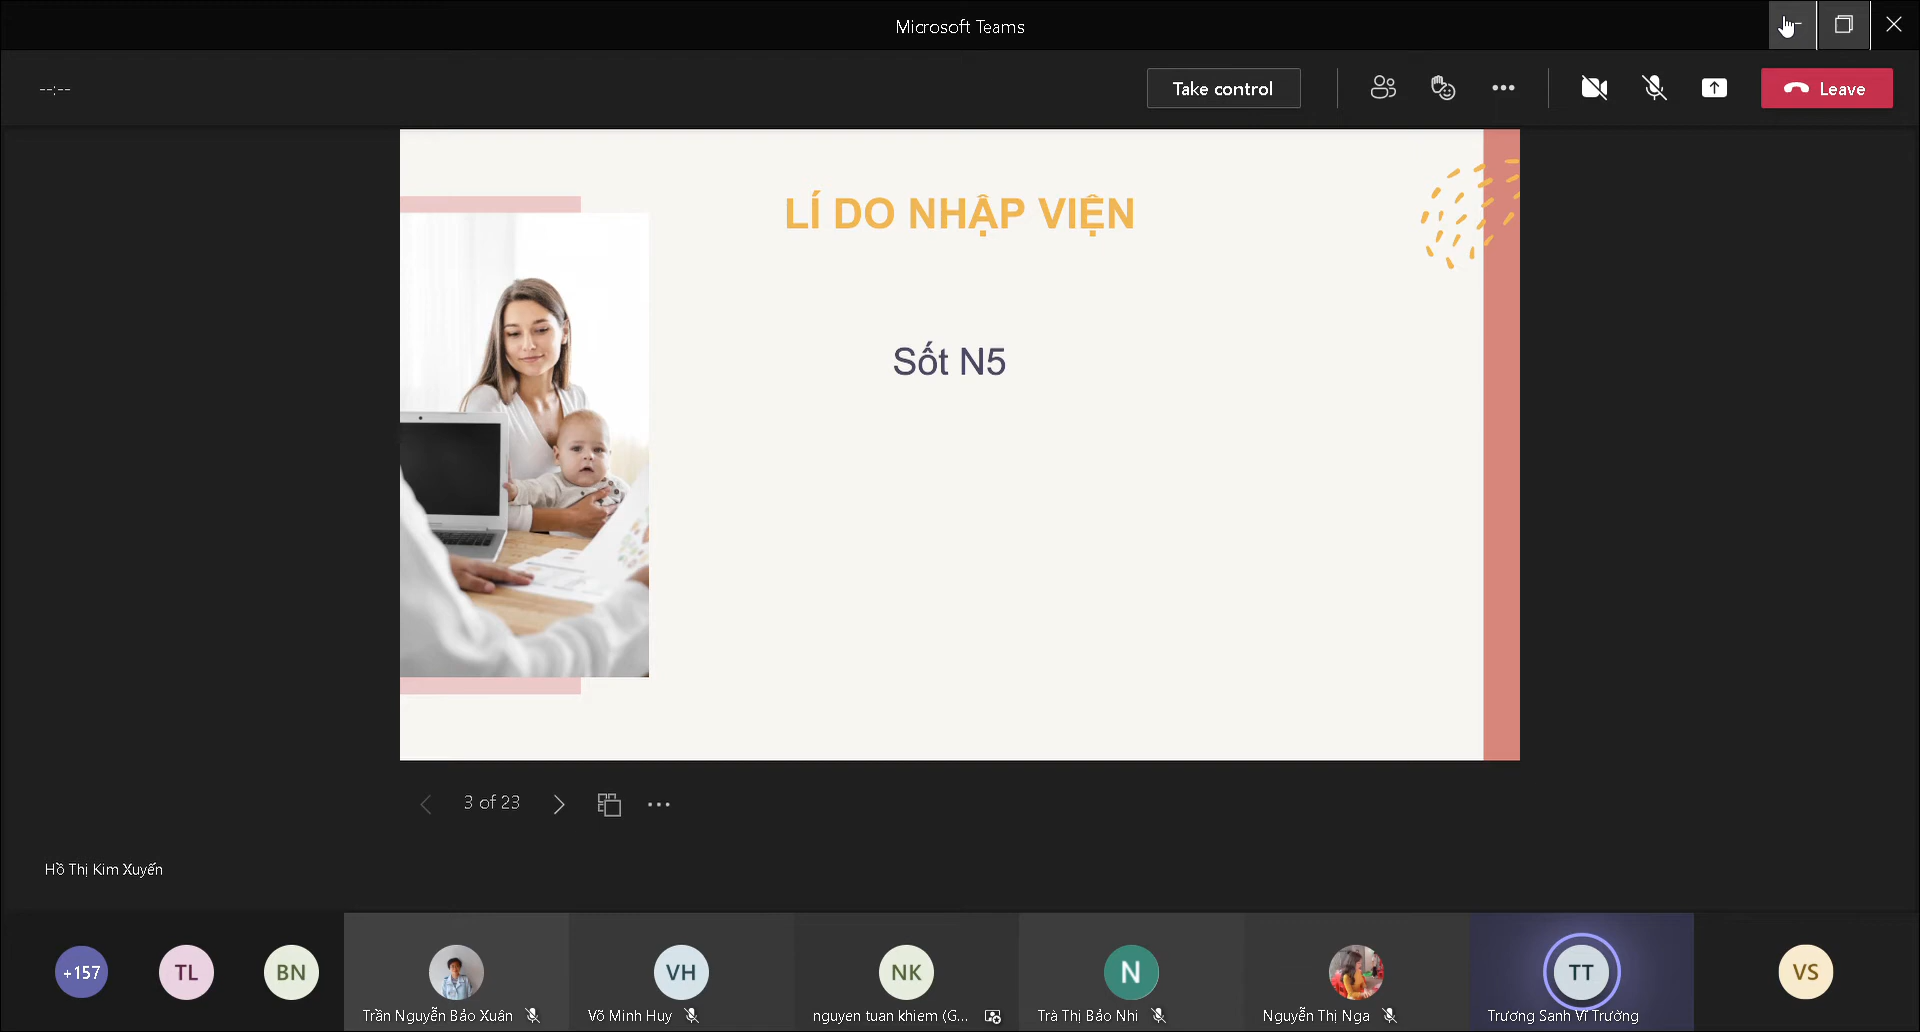 Microsoft Teams
--:--
Take control
Leave
LÍ DO NHẬP VIỆN
Sốt N5
3 of 23
Hồ Thị Kim Xuyến
+157
TL
BN
VH
NK
N
TT
VS
Trần Nguyễn Bảo Xuân
Võ Minh Huy
nguyen tuan khiem (G...
Trà Thị Bảo Nhi
Nguyễn Thị Nga
Trương Sanh Vĩ Trường